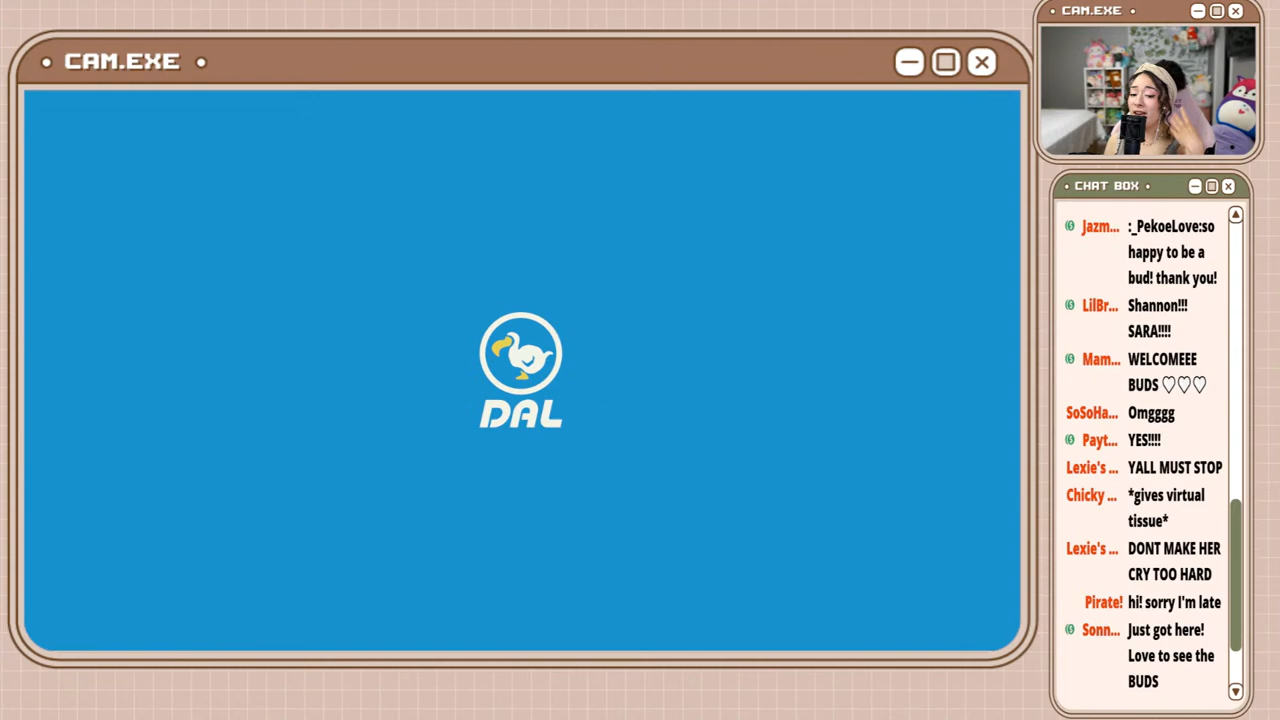 CAM.EXE
CAM.EXE
DAL
CHAT BOX
Jazm... :_PekoeLove:so
happy to be a
bud! thank you!
LilBr... Shannon!!!
SARA!!!!
Mam... WELCOMEEE
BUDS ♡♡♡
SoSoHa... Omgggg
Payt... YES!!!!
Lexie's ... YALL MUST STOP
Chicky ... *gives virtual
tissue*
Lexie's ... DONT MAKE HER
CRY TOO HARD
Pirate! hi! sorry I'm late
Sonn... Just got here!
Love to see the
BUDS